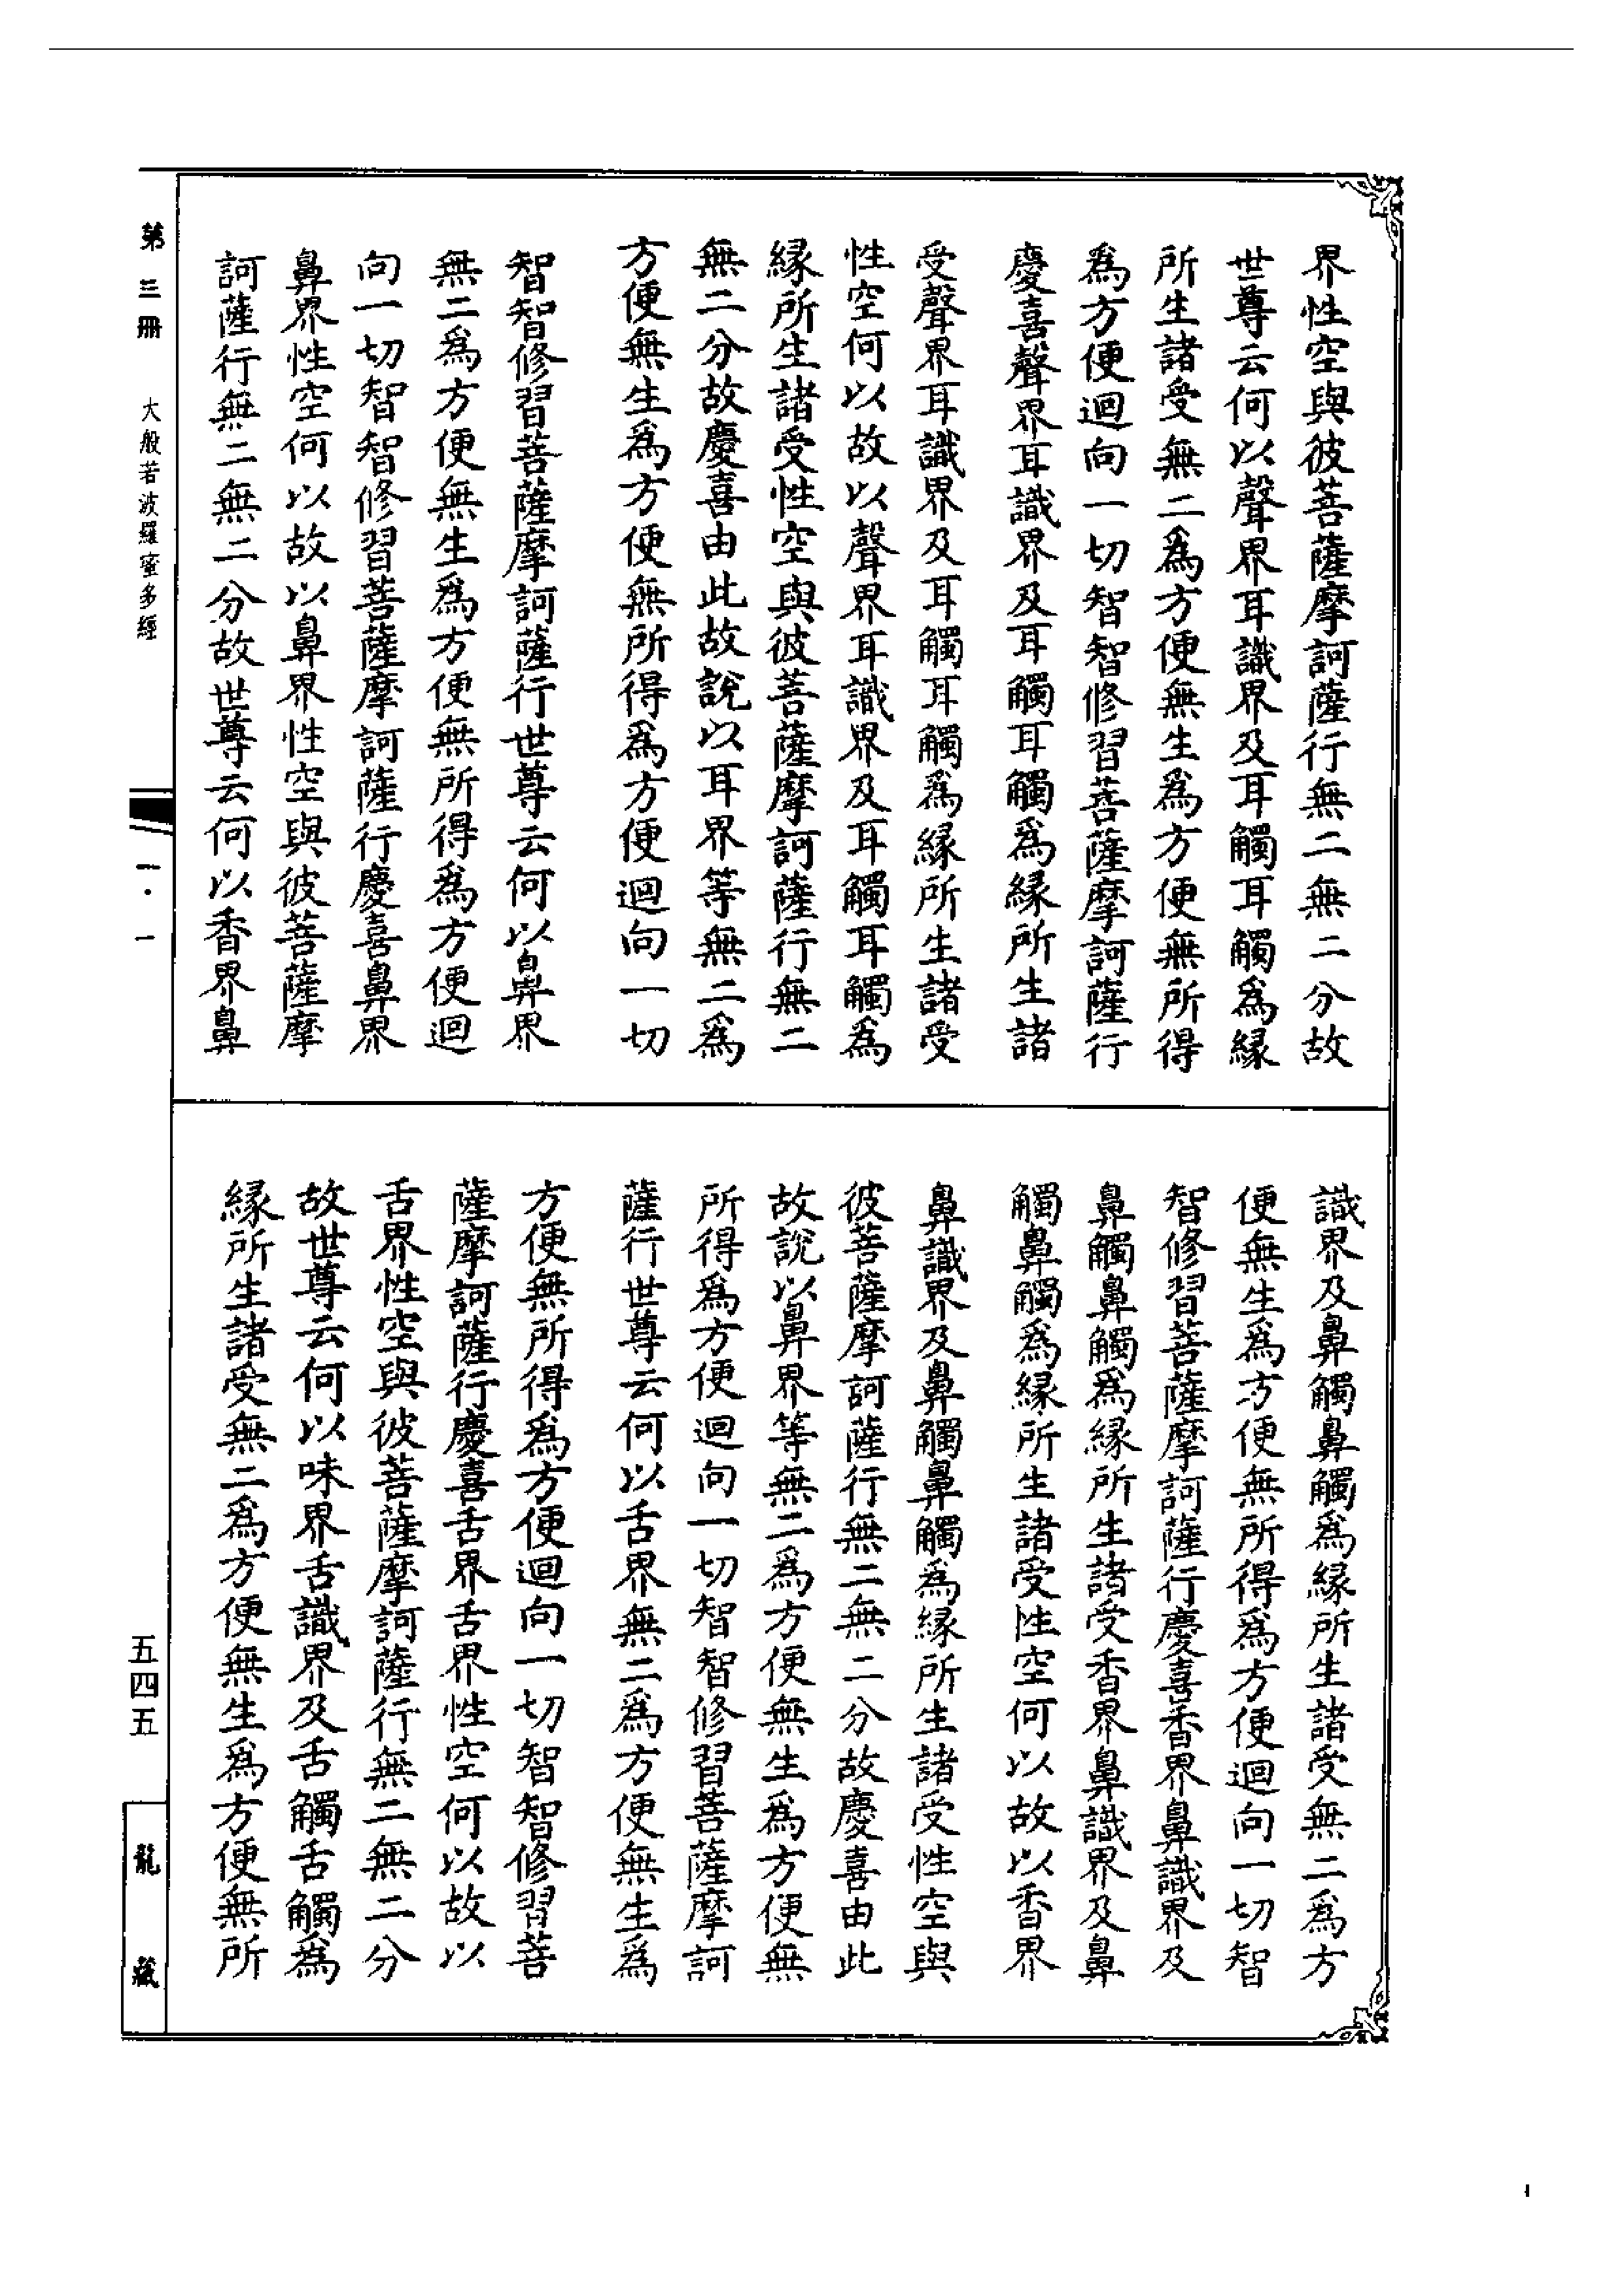 界性空與彼菩薩摩訶薩行無二無二分故
世尊云何以聲界耳識界及耳觸耳觸爲緣
所生諸受無二爲方便無生爲方便無所得
爲方便迴向一切智智修習菩薩摩訶薩行
慶喜聲界耳識界及耳觸耳觸爲緣所生諸
受聲界耳識界及耳觸耳觸爲緣所生諸受
性空何以故以聲界耳識界及耳觸耳觸爲
緣所生諸受性空與彼菩薩摩訶薩行無二
無二分故慶喜由此故說以耳界等無二爲
方便無生爲方便無所得爲方便迴向一切
智智修習菩薩摩訶薩行世尊云何以鼻界
無二爲方便無生爲方便無所得爲方便迴
向一切智智修習菩薩摩訶薩行慶喜鼻界
鼻界性空何以故以鼻界性空與彼菩薩摩
訶薩行無二無二分故世尊云何以香界鼻
識界及鼻觸鼻觸爲緣所生諸受無二爲方
便無生爲方便無所得爲方便迴向一切智
智修習菩薩摩訶薩行慶喜香界鼻識界及
鼻觸鼻觸爲緣所生諸受香界鼻識界及鼻
觸鼻觸爲緣所生諸受性空何以故以香界
鼻識界及鼻觸鼻觸爲緣所生諸受性空與
彼菩薩摩訶薩行無二無二分故慶喜由此
故說以鼻界等無二爲方便無生爲方便無
所得爲方便迴向一切智智修習菩薩摩訶
薩行世尊云何以舌界無二爲方便無生爲
方便無所得爲方便迴向一切智智修習菩
薩摩訶薩行慶喜舌界舌界性空何以故以
舌界性空與彼菩薩摩訶薩行無二無二分
故世尊云何以味界舌識界及舌觸舌觸爲
緣所生諸受無二爲方便無生爲方便無所
第三冊 大般若波羅蜜多經 一·一
五四五
龍藏